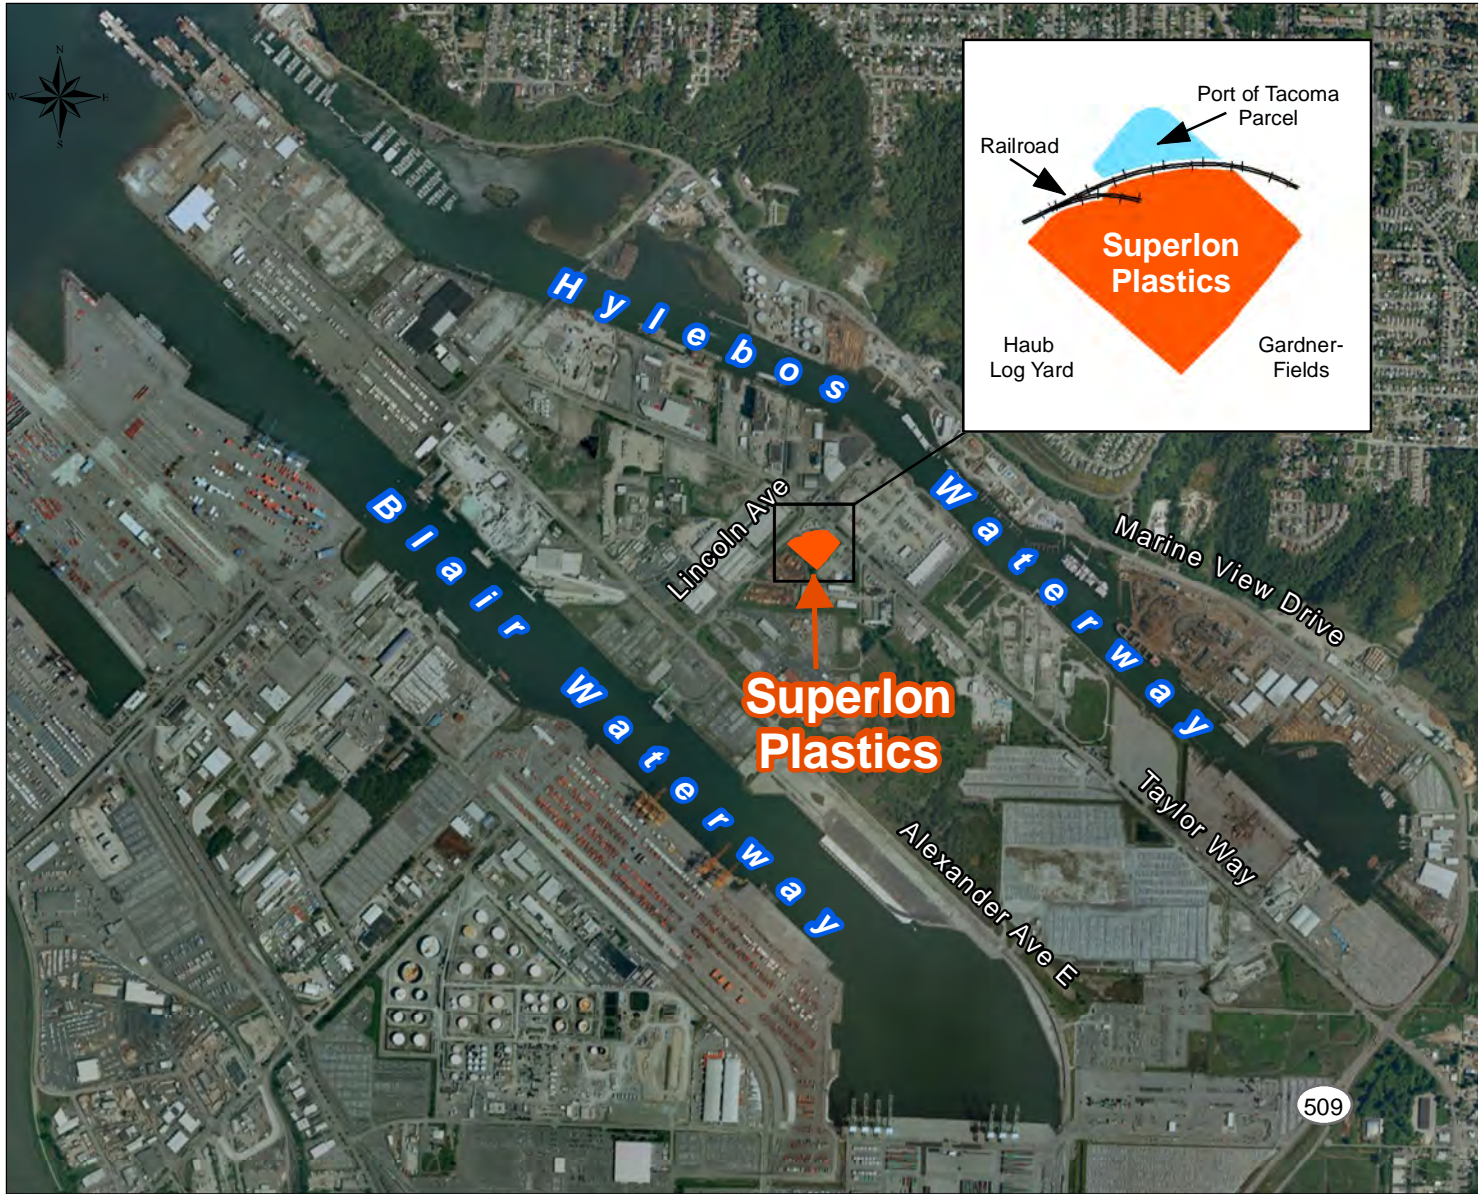 N
W
E
S
Port of Tacoma
Parcel
Railroad
Superlon
Plastics
Haub
Log Yard
Gardner-
Fields
Hylebos Waterway
Blair Waterway
Lincoln Ave
Marine View Drive
Superlon
Plastics
Taylor Way
Alexander Ave E
509